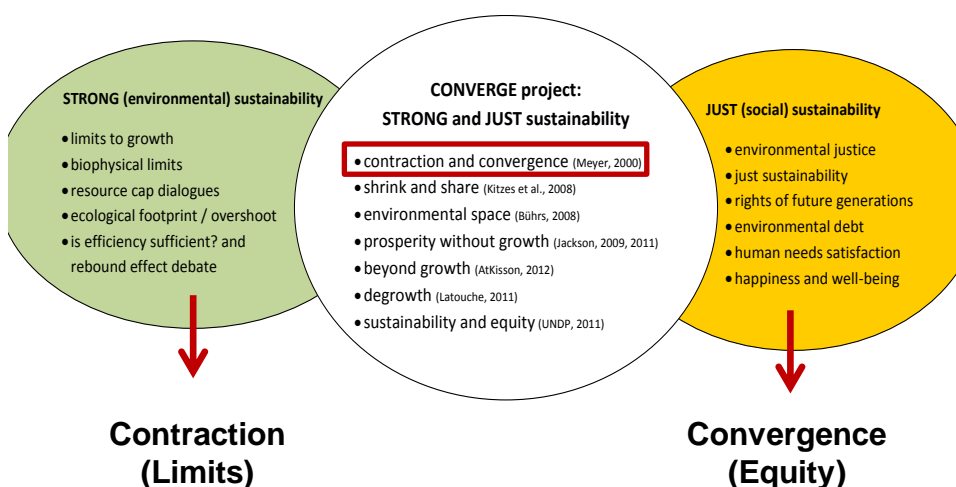 STRONG (environmental) sustainability
• limits to growth
• biophysical limits
• resource cap dialogues
• ecological footprint / overshoot
• is efficiency sufficient? and
rebound effect debate
CONVERGE project:
STRONG and JUST sustainability
• contraction and convergence (Meyer, 2000)
• shrink and share (Kitzes et al., 2008)
• environmental space (Bührs, 2008)
• prosperity without growth (Jackson, 2009, 2011)
• beyond growth (AtKisson, 2012)
• degrowth (Latouche, 2011)
• sustainability and equity (UNDP, 2011)
JUST (social) sustainability
• environmental justice
• just sustainability
• rights of future generations
• environmental debt
• human needs satisfaction
• happiness and well-being
Contraction
(Limits)
Convergence
(Equity)